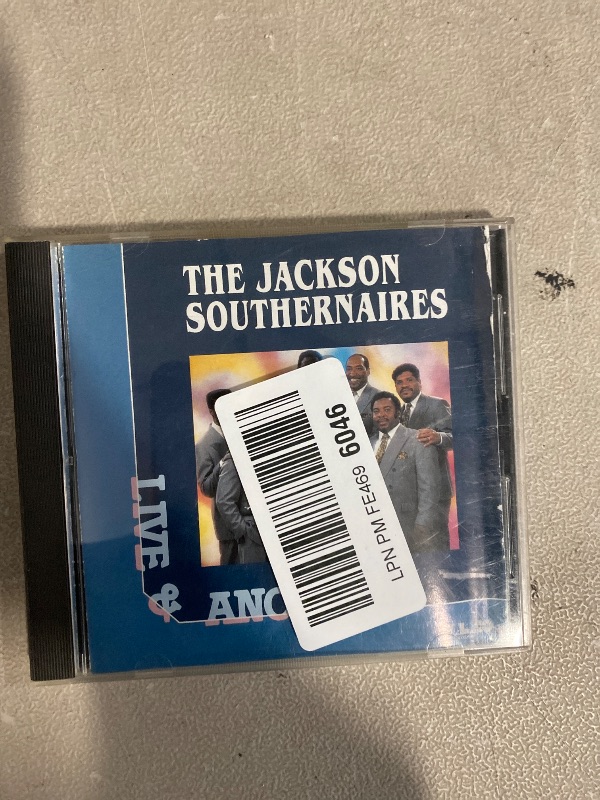 THE JACKSON
SOUTHERNAIRES
LIVE &
LPN PM FE469 6046